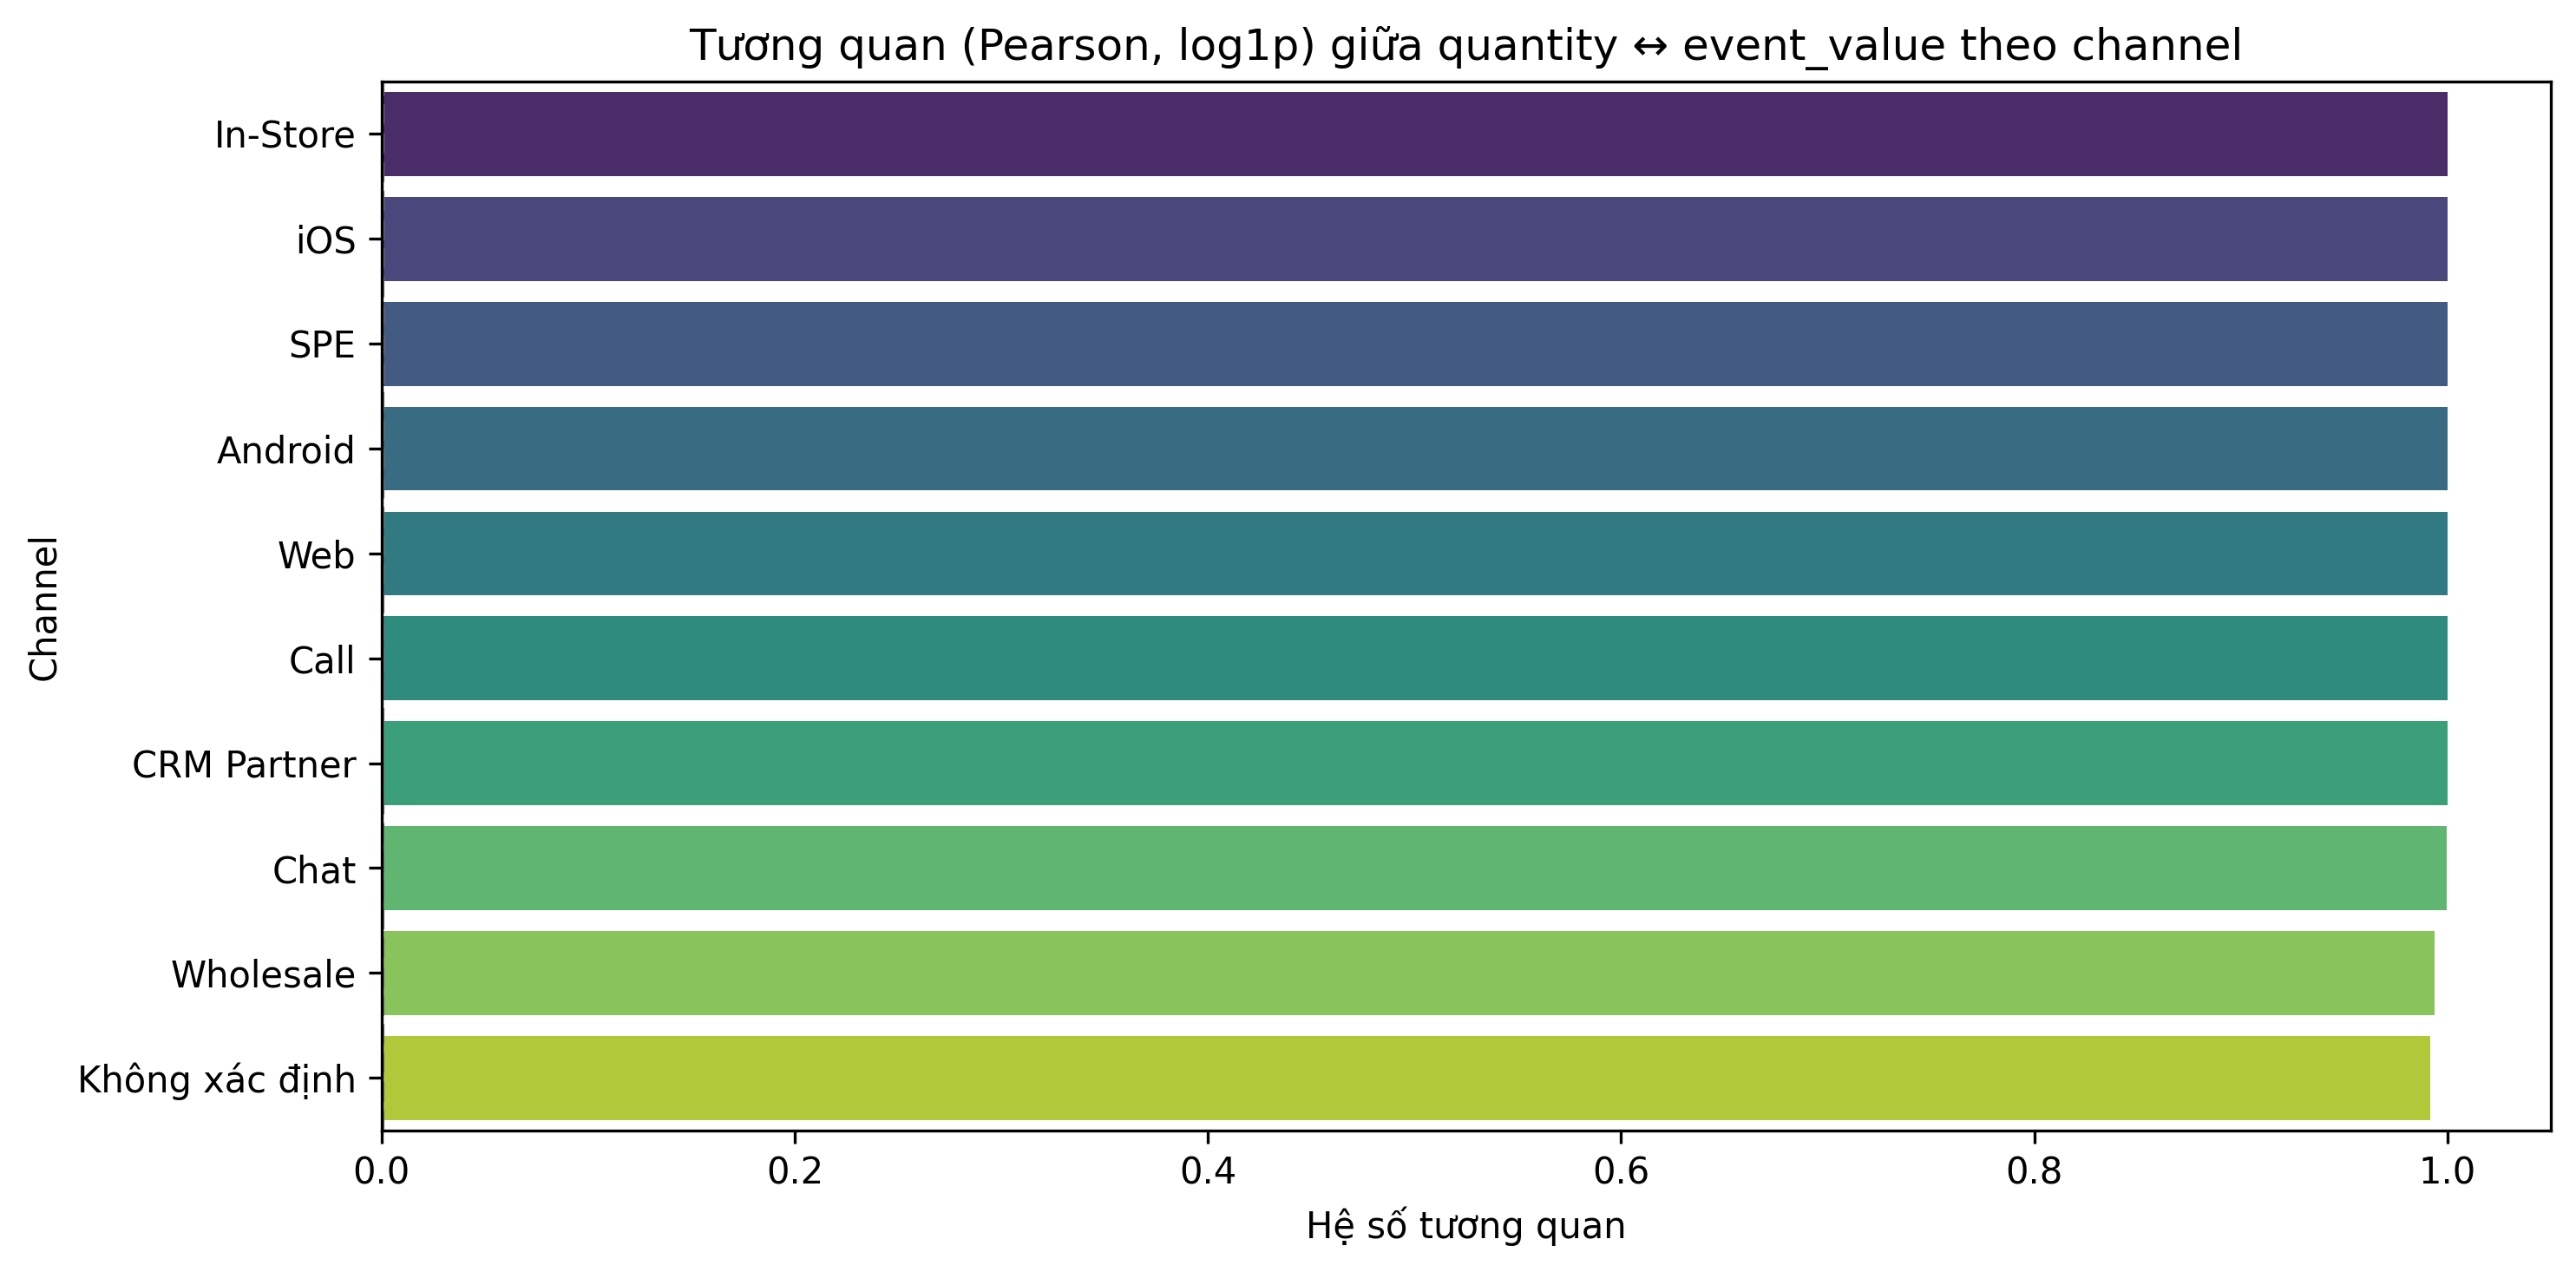 Tương quan (Pearson, log1p) giữa quantity ↔ event_value theo channel
Channel
In-Store
iOS
SPE
Android
Web
Call
CRM Partner
Chat
Wholesale
Không xác định
0.0 0.2 0.4 0.6 0.8 1.0
Hệ số tương quan